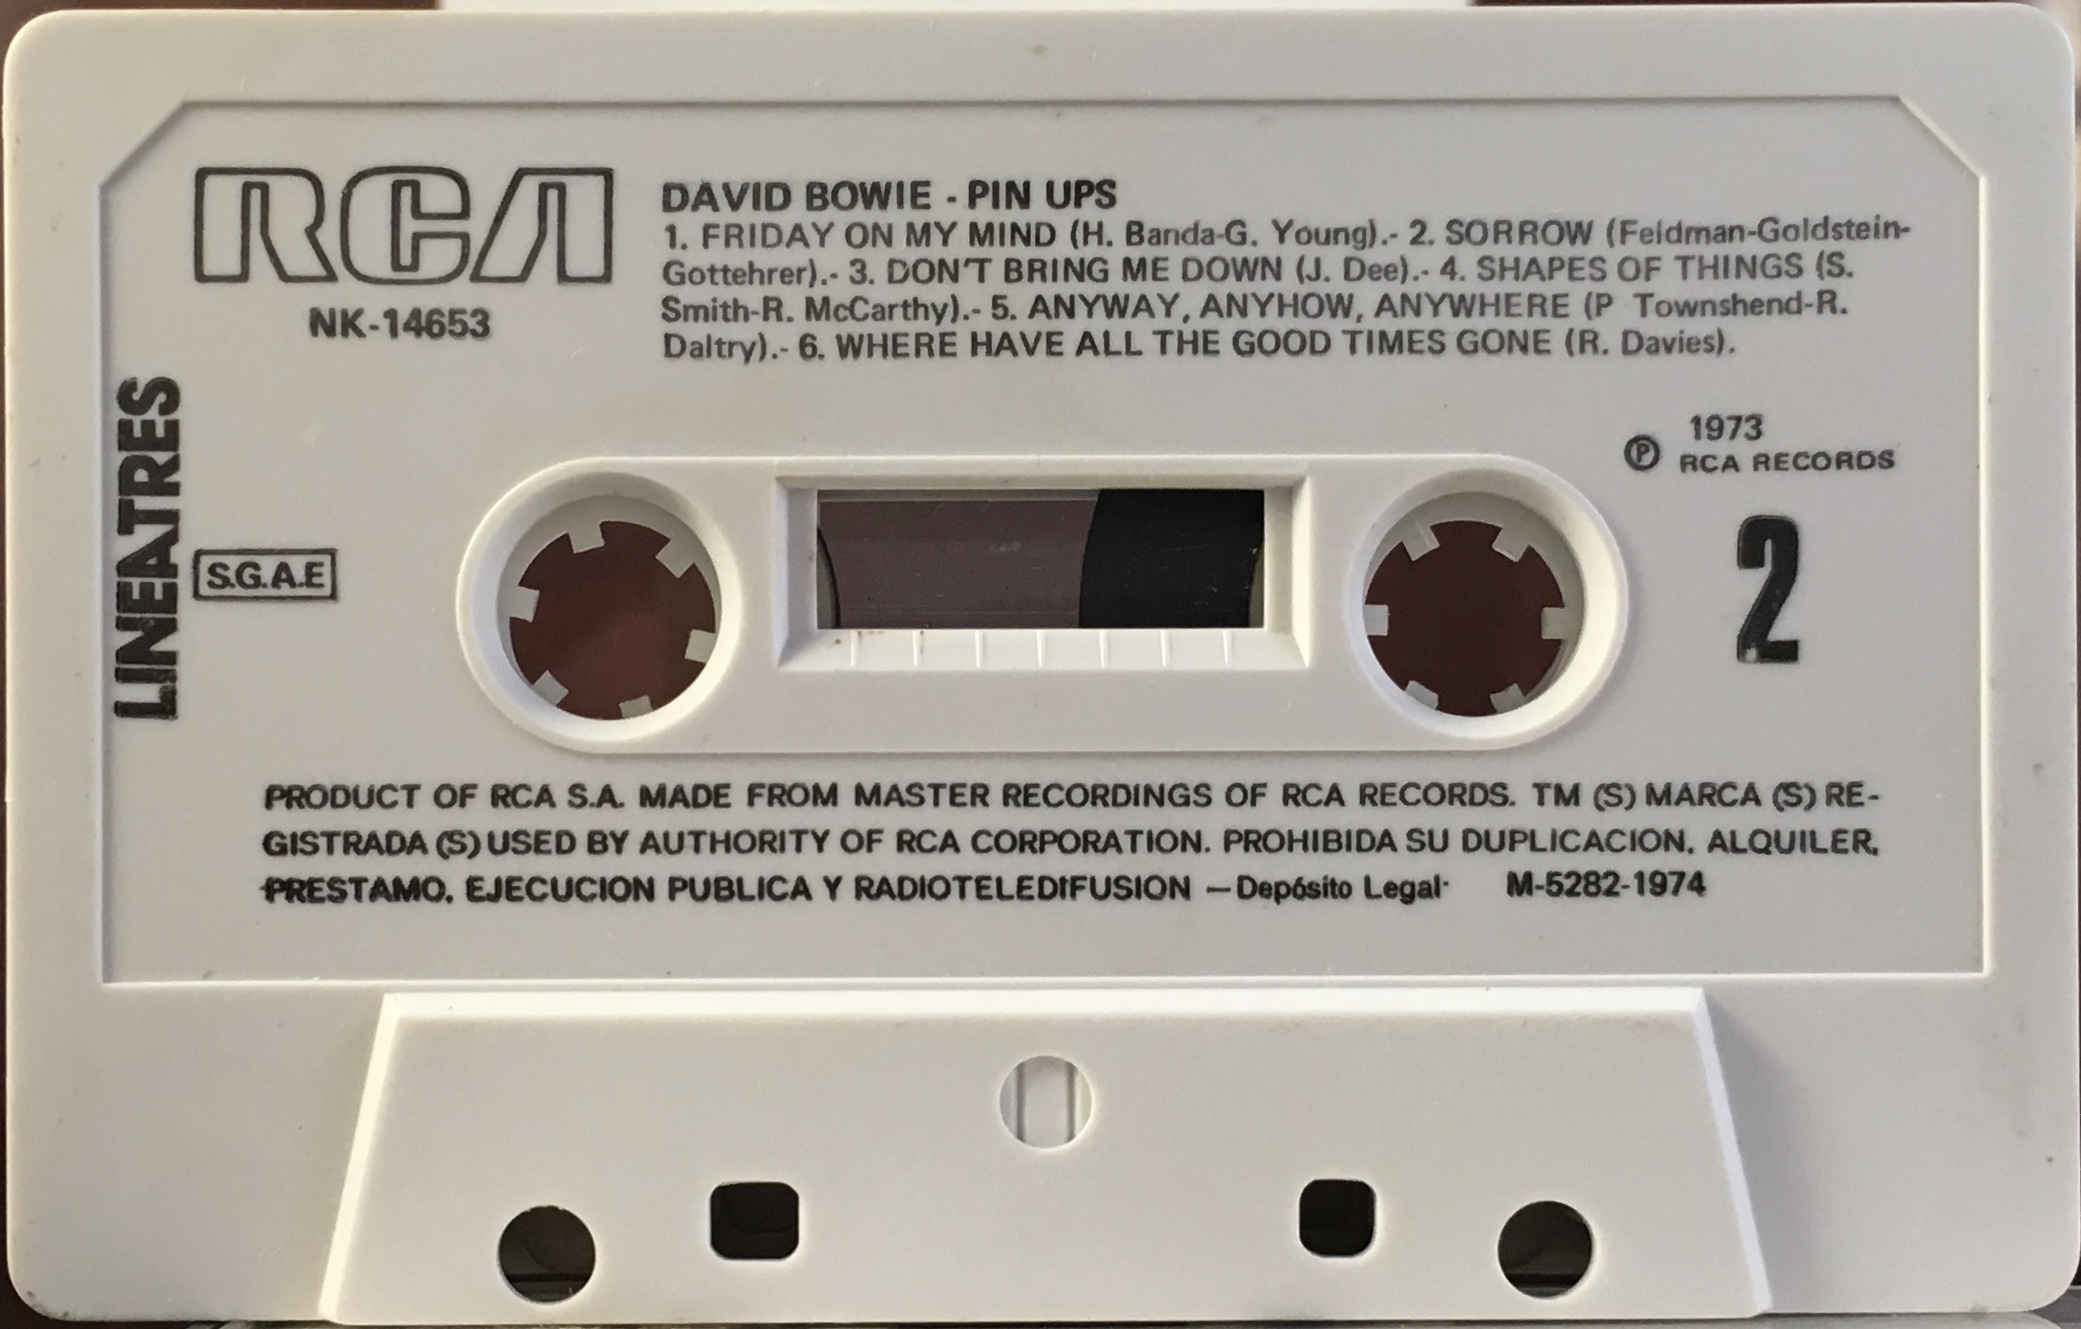 RCA
NK-14653
DAVID BOWIE - PIN UPS
1. FRIDAY ON MY MIND (H. Banda-G. Young).- 2. SORROW (Feldman-Goldstein-
Gottehrer).- 3. DON'T BRING ME DOWN (J. Dee).- 4. SHAPES OF THINGS (S.
Smith-R. McCarthy).- 5. ANYWAY, ANYHOW, ANYWHERE (P Townshend-R.
Daltry).- 6. WHERE HAVE ALL THE GOOD TIMES GONE (R. Davies).
LINEATRES
S.G.A.E
℗ 1973
RCA RECORDS
2
PRODUCT OF RCA S.A. MADE FROM MASTER RECORDINGS OF RCA RECORDS. TM (S) MARCA (S) RE-
GISTRADA (S) USED BY AUTHORITY OF RCA CORPORATION. PROHIBIDA SU DUPLICACION. ALQUILER.
PRESTAMO. EJECUCION PUBLICA Y RADIOTELEDIFUSION — Depósito Legal· M-5282-1974